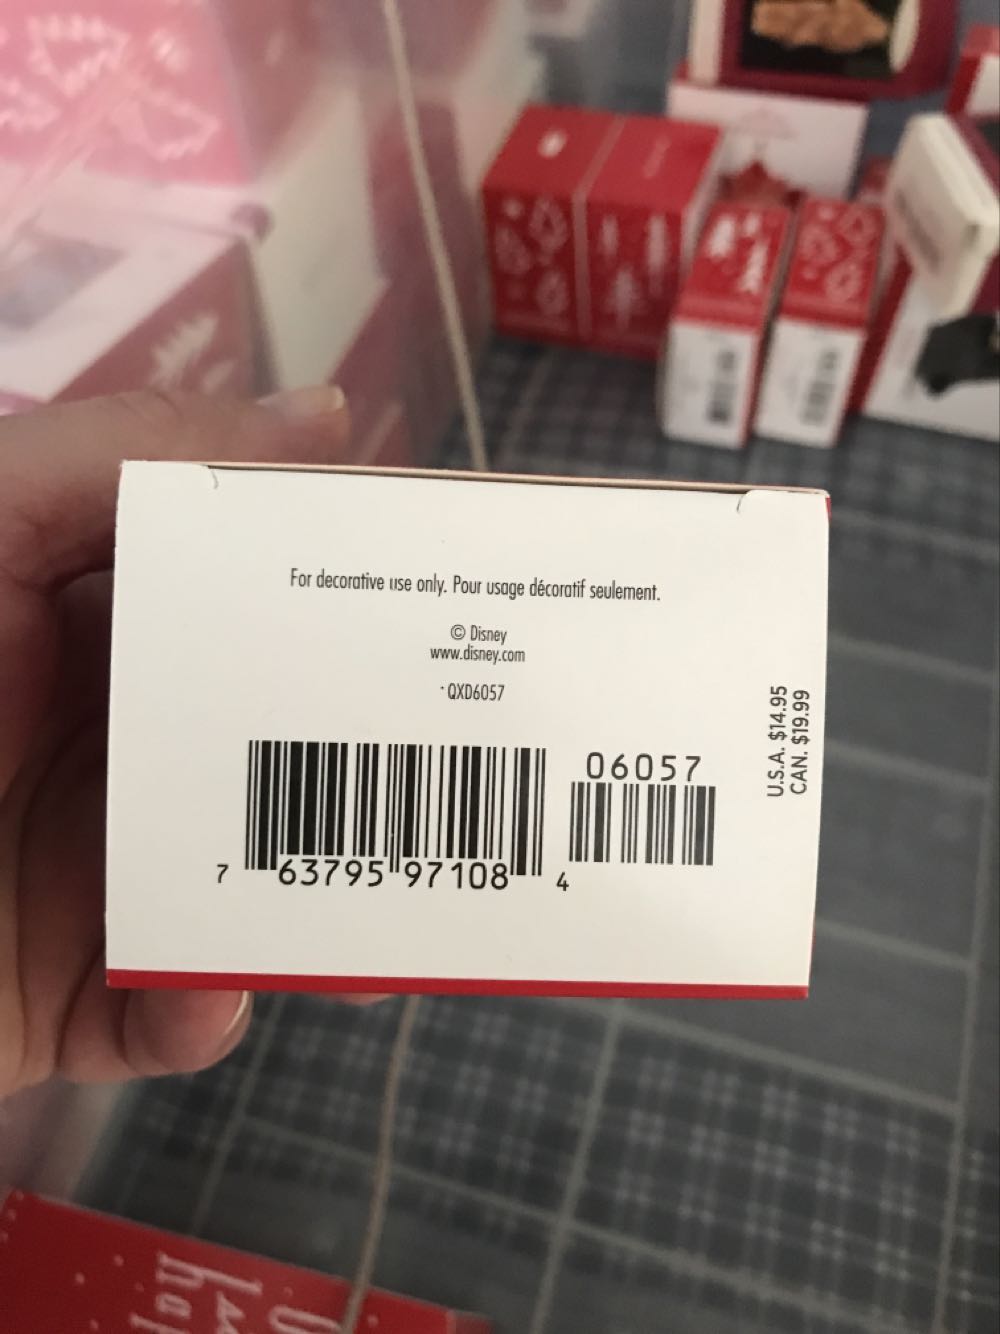 For decorative use only. Pour usage décoratif seulement.
© Disney
www.disney.com
QXD6057
06057
7 63795 97108 4
U.S.A. $14.95
CAN. $19.99